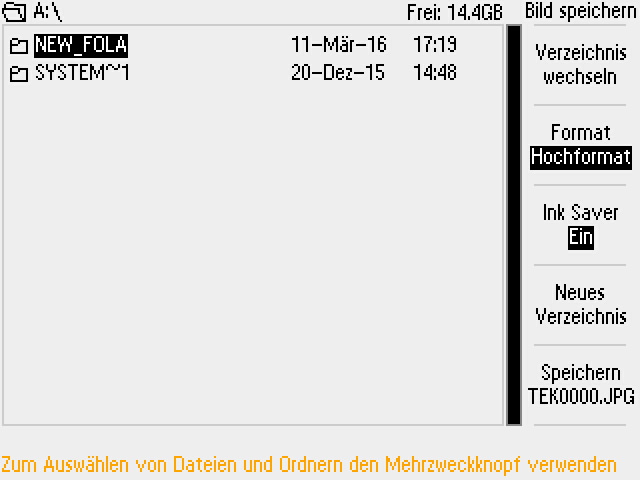 A:\ Frei: 14.4GB Bild speichern
NEW_FOLA 11-Mär-16 17:19
SYSTEM~1 20-Dez-15 14:48
Verzeichnis
wechseln
Format
Hochformat
Ink Saver
Ein
Neues
Verzeichnis
Speichern
TEK0000.JPG
Zum Auswählen von Dateien und Ordnern den Mehrzweckknopf verwenden